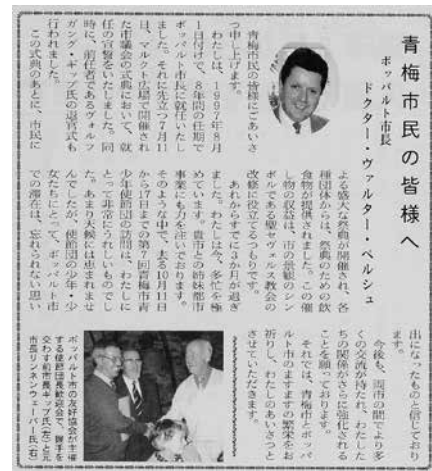 青梅市民の皆様へ
ボッパルト市長
ドクター・ヴァルター・ベルシュ
青梅市民の皆様にごあいさ
つ申し上げます。
わたしは、1997年8月
1日付けで、8年間の任期で
ボッパルト市長に就任いたし
ました。それに先立つ7月11
日、マルクト広場で開催され
た市議会の式典において、就
任の宣誓をいたしました。同
時に、前任者であるヴォルフ
ガング・ギップ氏の退官式も
行われました。
この式典のあとに、市民に
よる盛大な祭典が開催され、各
種団体からは、祭典のための飲
食物が提供されました。この催
し物の収益は、市の景観のシン
ボルである聖セヴェルス教会の
改修に役立てるつもりです。
あれからすでに3か月が過ぎ
ました。わたしは今、多忙を極
めています。貴市との姉妹都市
事業にも力を注いでおります。
そのような中で、去る10月11日
から17日までの第7回青梅市青
少年使節団の訪問は、わたしに
とって非常にうれしいものでし
た。あまり天候には恵まれませ
んでしたが、使節団の少年・少
女たちにとって、ボッパルト市
での滞在は、忘れられない思い
出になったものと信じており
ます。
今後も、両市の間でより多
くの交流が持たれ、わたした
ちの関係がさらに強化される
ことを願っております。
それでは、青梅市とボッパ
ルト市のますますの繁栄をお
祈りし、わたしのあいさつと
させていただきます。
ボッパルト市の友好協会が主催
する使節団長歓迎会で、握手を
交わす前市長ギップ氏(左)と元
市長リンネンウェーバー氏(右)